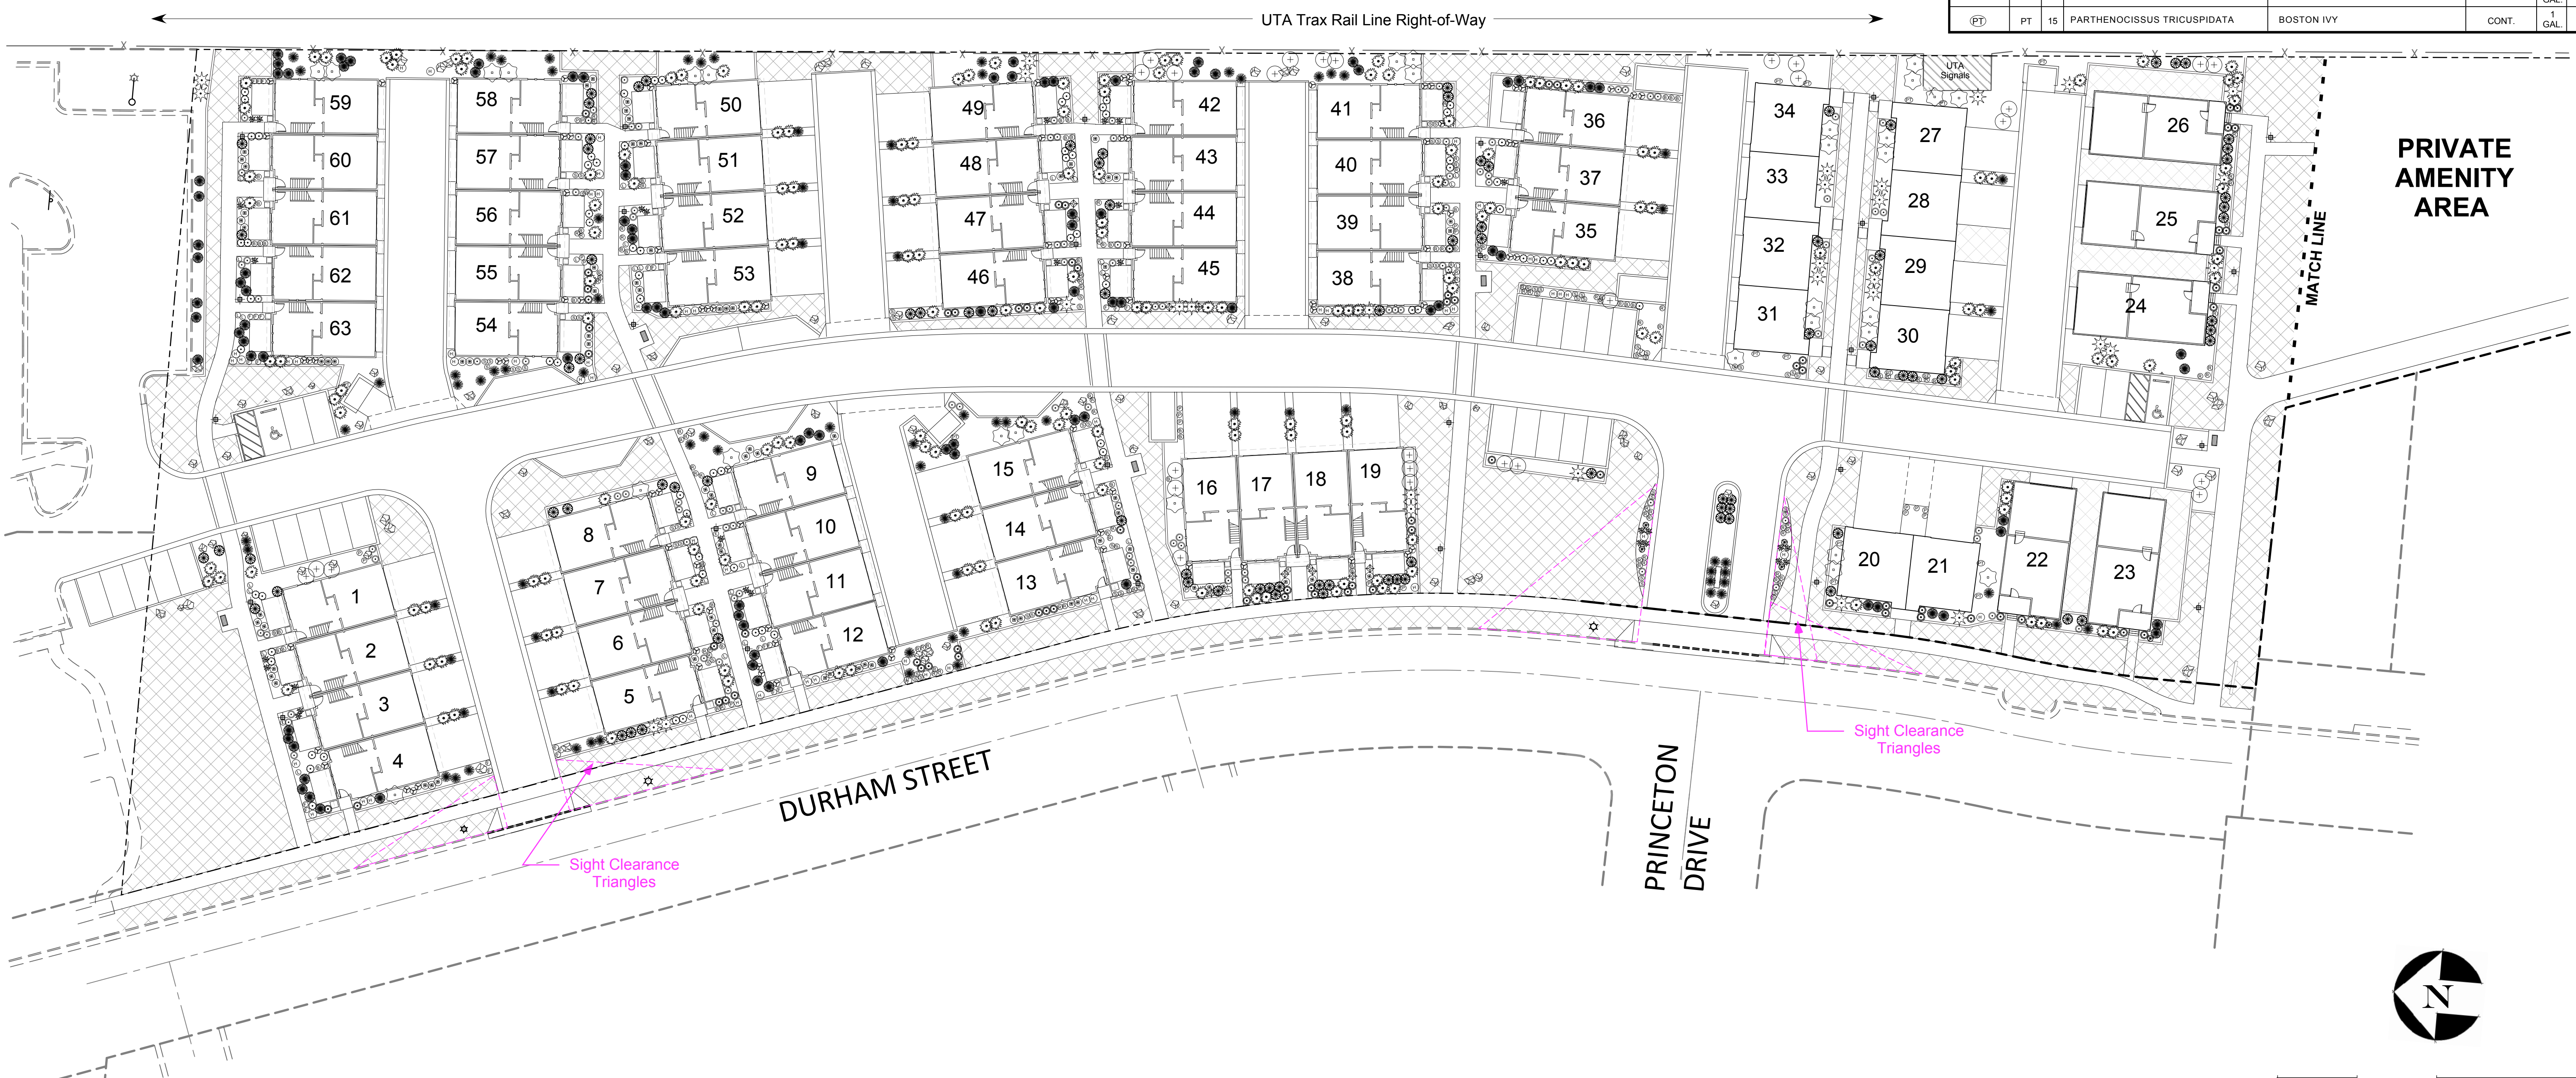 UTA Trax Rail Line Right-of-Way
GAL.
PT PT 15 PARTHENOCISSUS TRICUSPIDATA BOSTON IVY CONT. 1 GAL.
UTA
Signals
59 58 50 49 42 41 36 34 27 26
60 57 51 48 43 40 37 33 28 25
61 56 52 47 44 39 35 32 29 24
62 55 53 46 45 38 31 30
63 54
PRIVATE
AMENITY
AREA
MATCH LINE
1 8 9 15 16 17 18 19 20 21 22 23
2 7 10 14
3 6 11 13
4 5 12
Sight Clearance
Triangles
Sight Clearance
Triangles
DURHAM STREET
PRINCETON
DRIVE
N